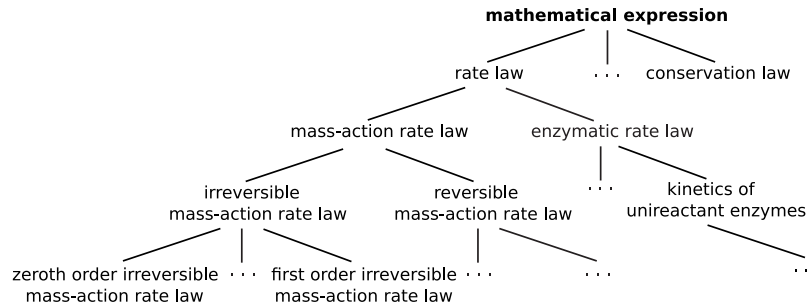 mathematical expression
rate law
. . .
conservation law
mass-action rate law
enzymatic rate law
irreversible
mass-action rate law
reversible
mass-action rate law
. . .
kinetics of
unireactant enzymes
zeroth order irreversible
mass-action rate law
. . .
first order irreversible
mass-action rate law
. . .
. . .
. .